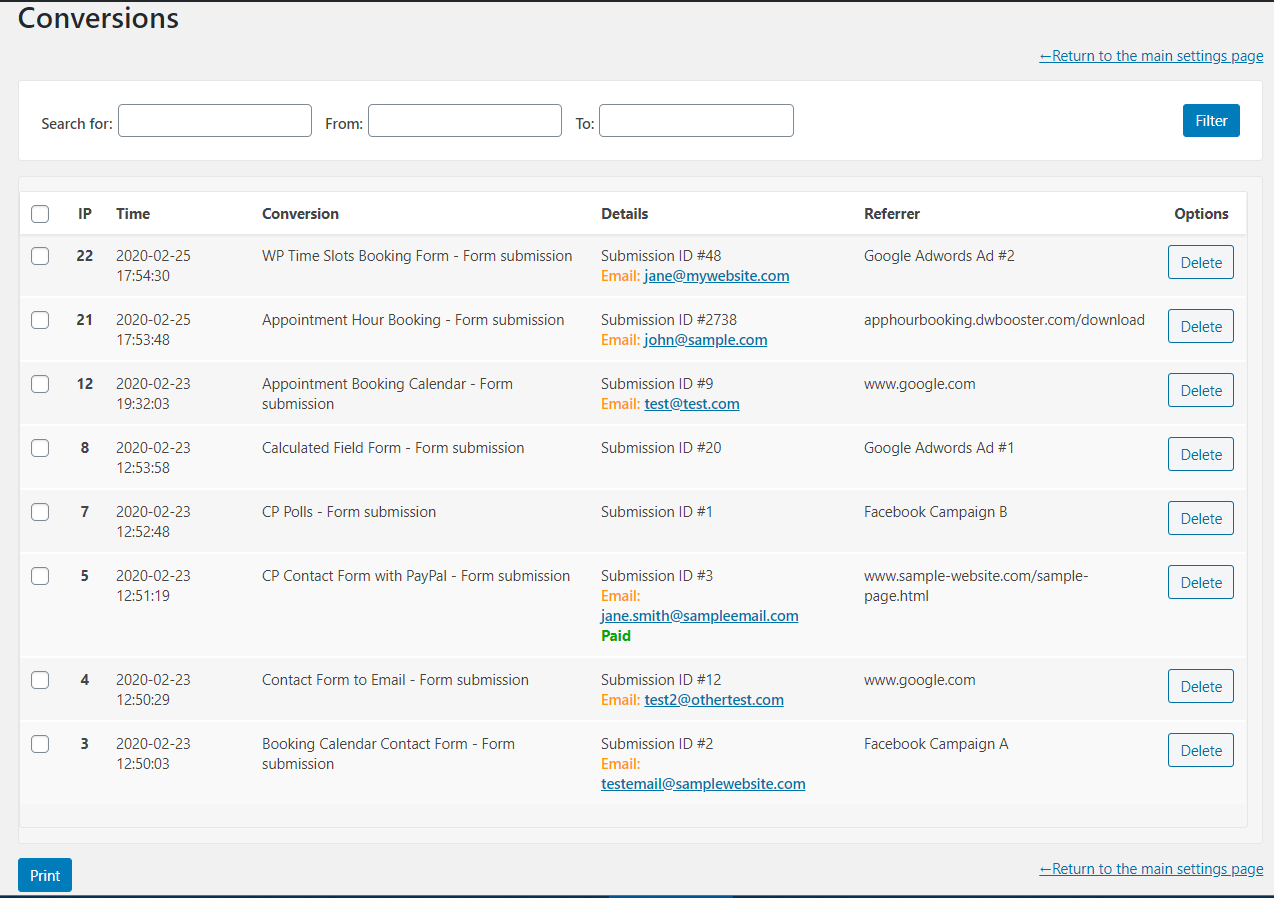 Conversions
←Return to the main settings page
Search for: From: To: Filter
IP Time Conversion Details Referrer Options
22 2020-02-25 WP Time Slots Booking Form - Form submission Submission ID #48 Google Adwords Ad #2 Delete
17:54:30 Email: jane@mywebsite.com
21 2020-02-25 Appointment Hour Booking - Form submission Submission ID #2738 apphourbooking.dwbooster.com/download Delete
17:53:48 Email: john@sample.com
12 2020-02-23 Appointment Booking Calendar - Form Submission ID #9 www.google.com Delete
19:32:03 submission Email: test@test.com
8 2020-02-23 Calculated Field Form - Form submission Submission ID #20 Google Adwords Ad #1 Delete
12:53:58
7 2020-02-23 CP Polls - Form submission Submission ID #1 Facebook Campaign B Delete
12:52:48
5 2020-02-23 CP Contact Form with PayPal - Form submission Submission ID #3 www.sample-website.com/sample- Delete
12:51:19 Email: page.html
jane.smith@sampleemail.com
Paid
4 2020-02-23 Contact Form to Email - Form submission Submission ID #12 www.google.com Delete
12:50:29 Email: test2@othertest.com
3 2020-02-23 Booking Calendar Contact Form - Form Submission ID #2 Facebook Campaign A Delete
12:50:03 submission Email:
testemail@samplewebsite.com
Print ←Return to the main settings page